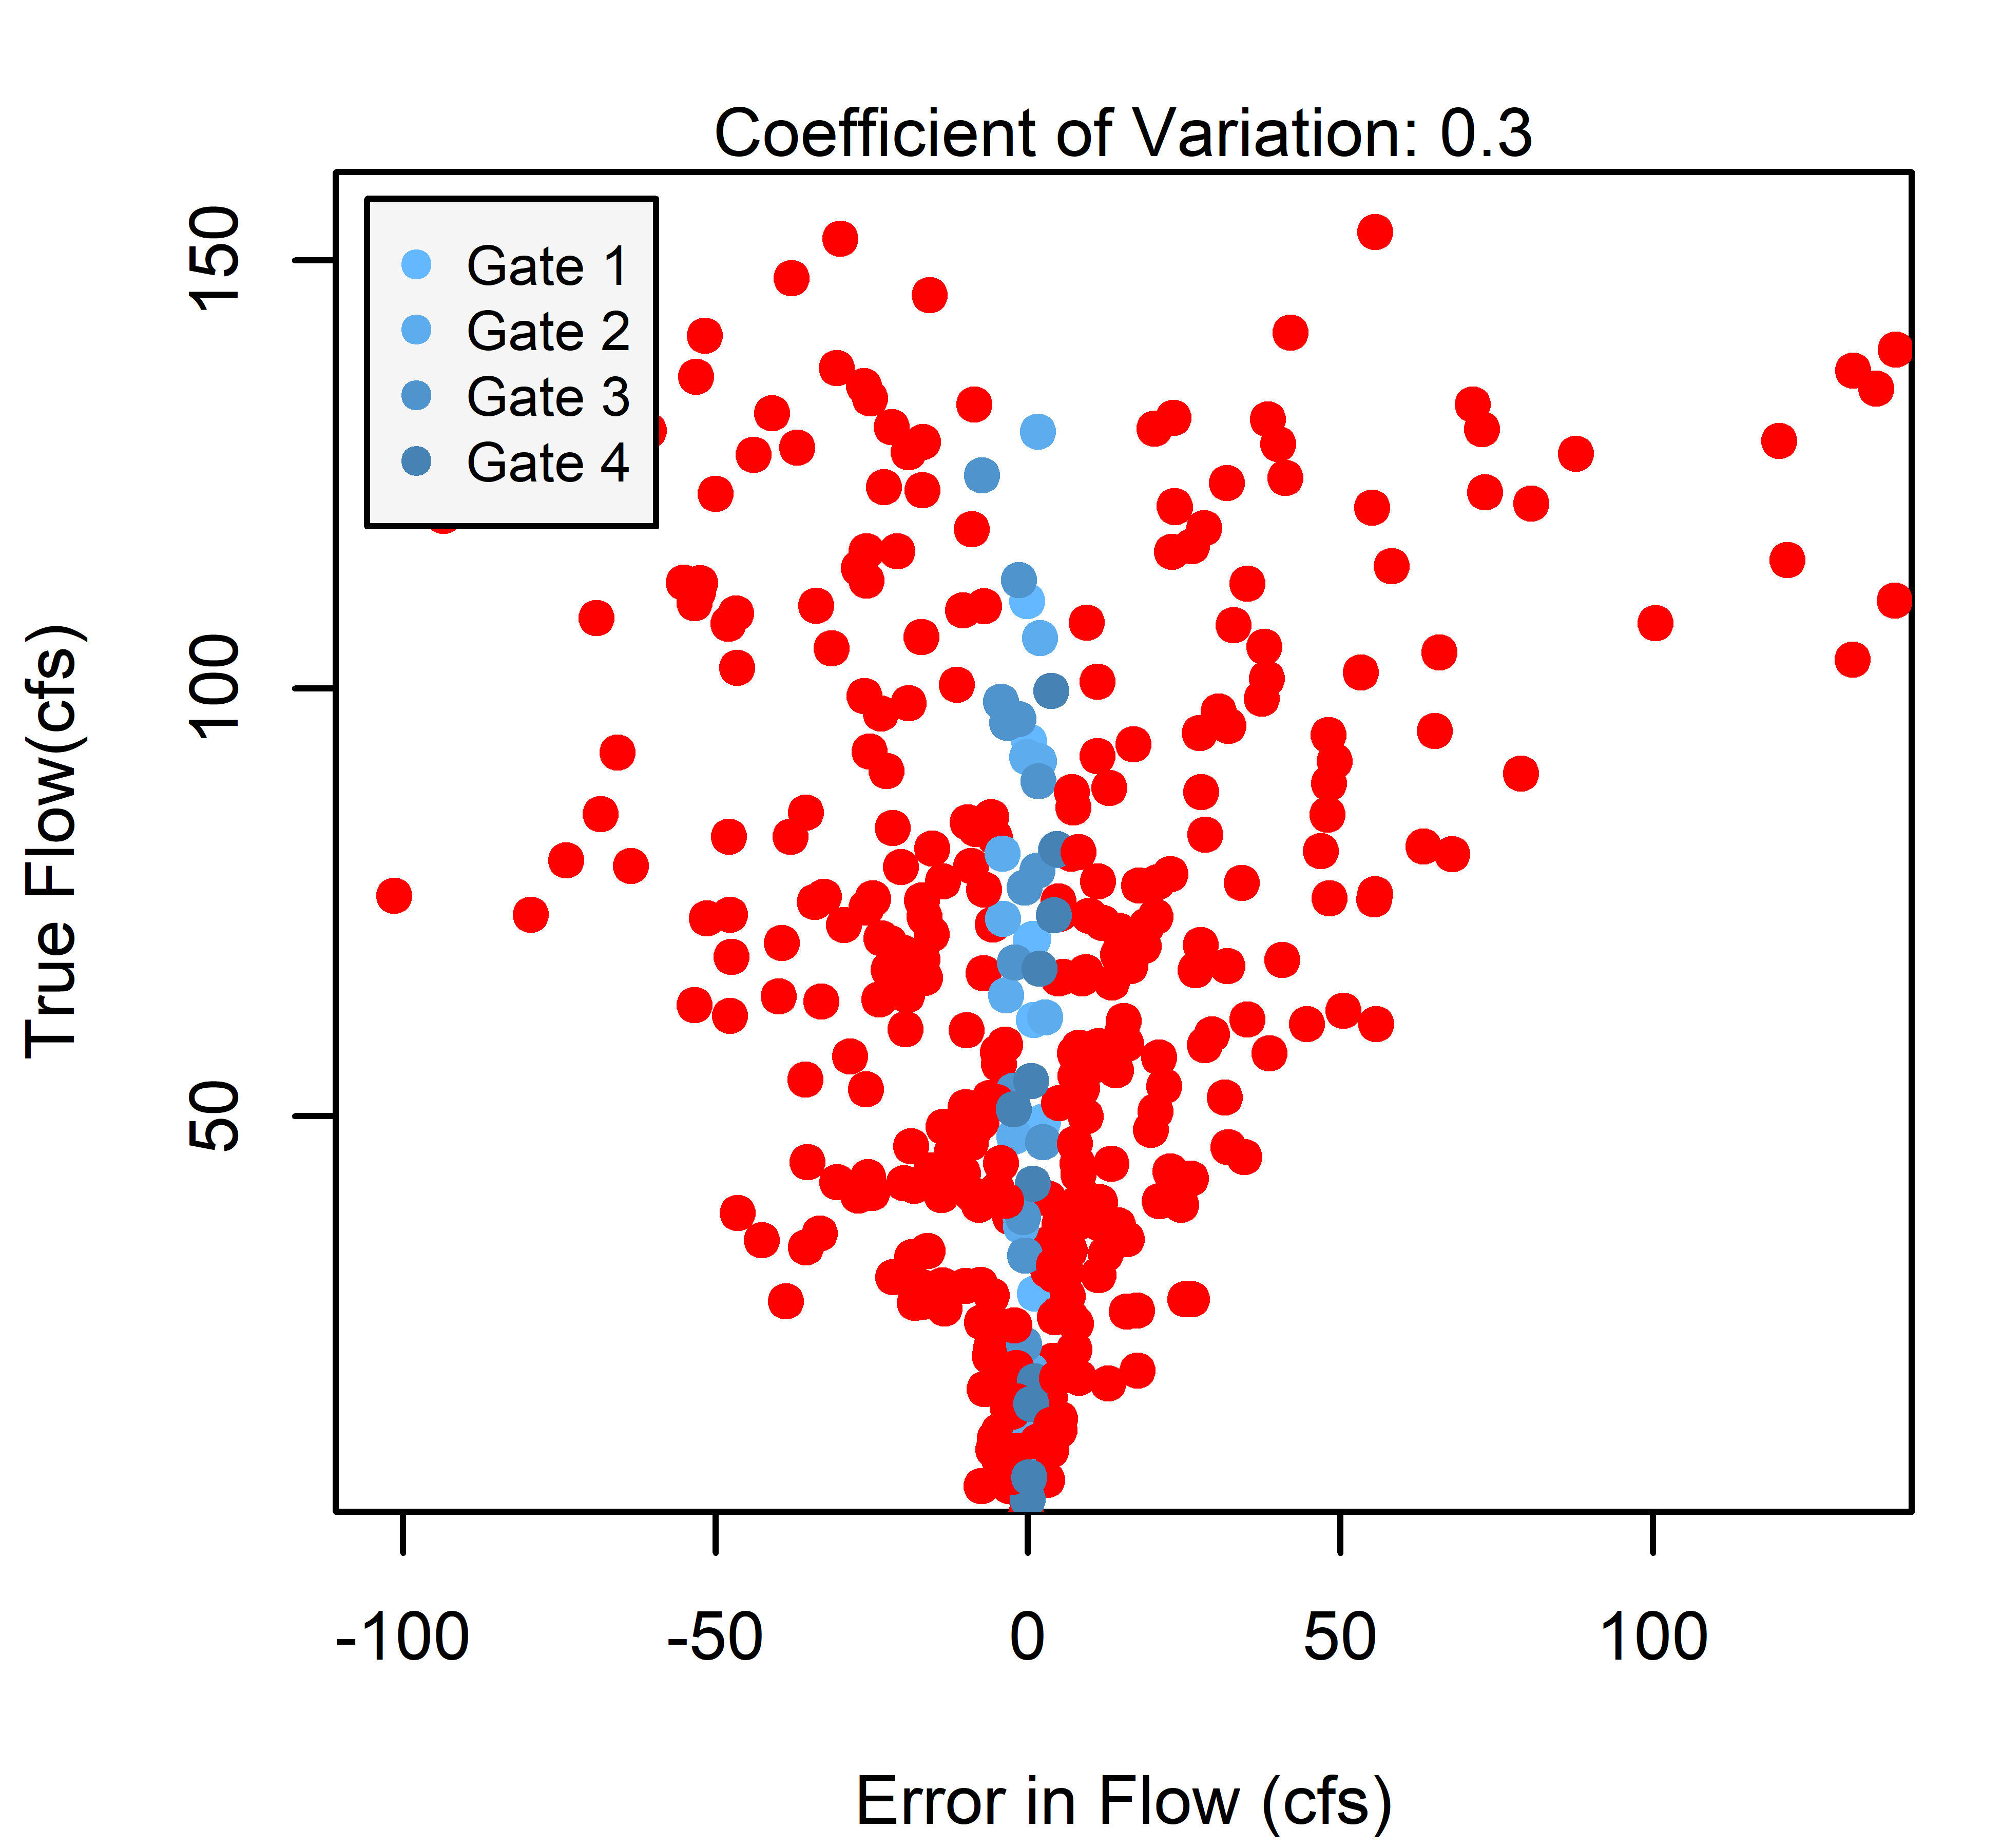 Coefficient of Variation: 0.3
Gate 1
Gate 2
Gate 3
Gate 4
True Flow(cfs)
150
100
50
-100
-50
0
50
100
Error in Flow (cfs)